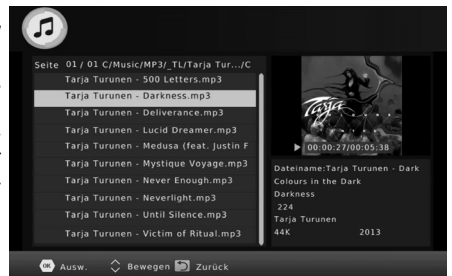 Seite 01 / 01 C/Music/MP3/_TL/Tarja Tur.../C
Tarja Turunen - 500 Letters.mp3
Tarja Turunen - Darkness.mp3
Tarja Turunen - Deliverance.mp3
Tarja Turunen - Lucid Dreamer.mp3
Tarja Turunen - Medusa (feat. Justin F
Tarja Turunen - Mystique Voyage.mp3
Tarja Turunen - Never Enough.mp3
Tarja Turunen - Neverlight.mp3
Tarja Turunen - Until Silence.mp3
Tarja Turunen - Victim of Ritual.mp3
Tarja
00:00:27/00:05:38
Dateiname:Tarja Turunen - Dark
Colours in the Dark
Darkness
224
Tarja Turunen
44K 2013
OK Ausw. Bewegen Zurück